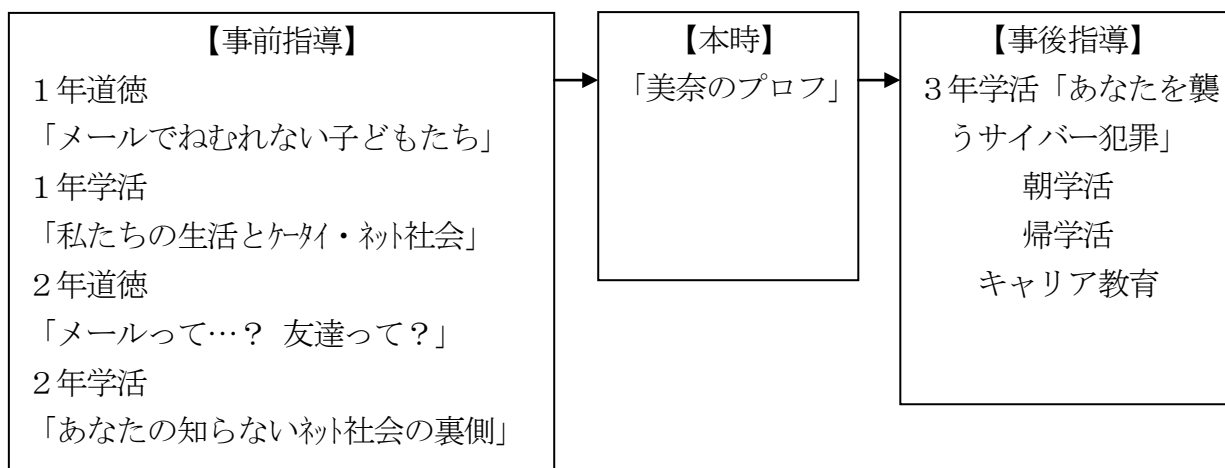 【事前指導】
１年道徳
「メールでねむれない子どもたち」
１年学活
「私たちの生活とｹｰﾀｲ・ﾈｯﾄ社会」
２年道徳
「メールって…？ 友達って？」
２年学活
「あなたの知らないﾈｯﾄ社会の裏側」
【本時】
「美奈のプロフ」
【事後指導】
３年学活「あなたを襲
うサイバー犯罪」
朝学活
帰学活
キャリア教育